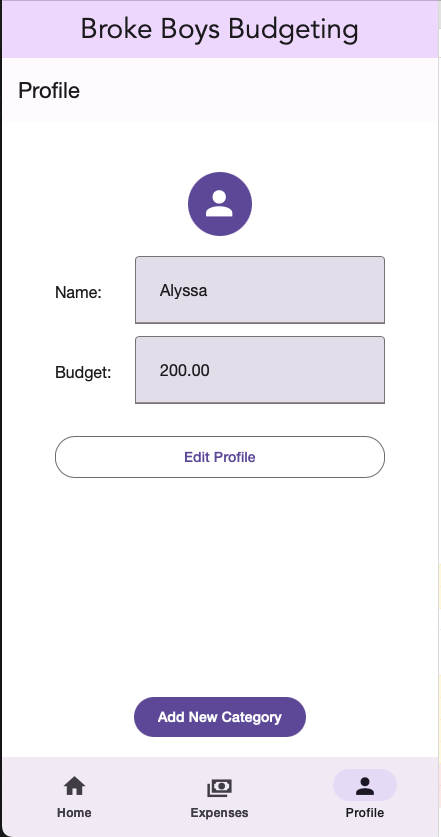 Broke Boys Budgeting
Profile
Name:
Alyssa
Budget:
200.00
Edit Profile
Add New Category
Home
Expenses
Profile